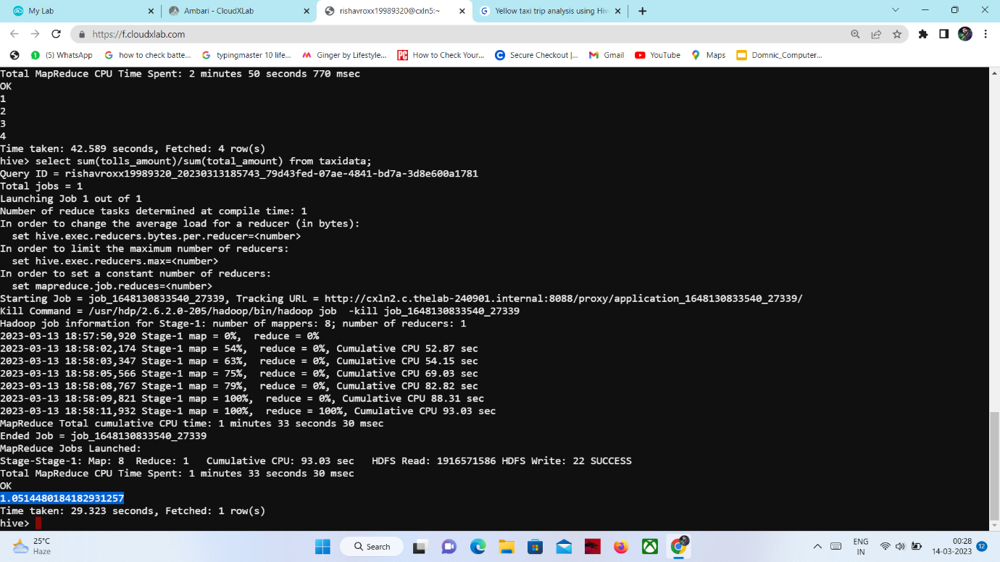 My Lab
Ambari - CloudXLab
rishavroxx19989320@cxln5:~
Yellow taxi trip analysis using Hiv
https://f.cloudxlab.com
(5) WhatsApp
how to check batte...
typingmaster 10 life...
Ginger by Lifestyle...
How to Check Your...
Secure Checkout |...
Gmail
YouTube
Maps
Domnic_Computer...
Total MapReduce CPU Time Spent: 2 minutes 50 seconds 770 msec
OK
1
2
3
4
Time taken: 42.589 seconds, Fetched: 4 row(s)
hive> select sum(tolls_amount)/sum(total_amount) from taxidata;
Query ID = rishavroxx19989320_20230313185743_79d43fed-07ae-4841-bd7a-3d8e600a1781
Total jobs = 1
Launching Job 1 out of 1
Number of reduce tasks determined at compile time: 1
In order to change the average load for a reducer (in bytes):
  set hive.exec.reducers.bytes.per.reducer=<number>
In order to limit the maximum number of reducers:
  set hive.exec.reducers.max=<number>
In order to set a constant number of reducers:
  set mapreduce.job.reduces=<number>
Starting Job = job_1648130833540_27339, Tracking URL = http://cxln2.c.thelab-240901.internal:8088/proxy/application_1648130833540_27339/
Kill Command = /usr/hdp/2.6.2.0-205/hadoop/bin/hadoop job  -kill job_1648130833540_27339
Hadoop job information for Stage-1: number of mappers: 8; number of reducers: 1
2023-03-13 18:57:50,920 Stage-1 map = 0%,  reduce = 0%
2023-03-13 18:58:02,174 Stage-1 map = 54%,  reduce = 0%, Cumulative CPU 52.87 sec
2023-03-13 18:58:03,347 Stage-1 map = 63%,  reduce = 0%, Cumulative CPU 54.15 sec
2023-03-13 18:58:05,566 Stage-1 map = 75%,  reduce = 0%, Cumulative CPU 69.03 sec
2023-03-13 18:58:08,767 Stage-1 map = 79%,  reduce = 0%, Cumulative CPU 82.82 sec
2023-03-13 18:58:09,821 Stage-1 map = 100%,  reduce = 0%, Cumulative CPU 88.31 sec
2023-03-13 18:58:11,932 Stage-1 map = 100%,  reduce = 100%, Cumulative CPU 93.03 sec
MapReduce Total cumulative CPU time: 1 minutes 33 seconds 30 msec
Ended Job = job_1648130833540_27339
MapReduce Jobs Launched:
Stage-Stage-1: Map: 8  Reduce: 1   Cumulative CPU: 93.03 sec   HDFS Read: 1916571586 HDFS Write: 22 SUCCESS
Total MapReduce CPU Time Spent: 1 minutes 33 seconds 30 msec
OK
1.0514480184182931257
Time taken: 29.323 seconds, Fetched: 1 row(s)
hive>
25°C
Haze
Search
ENG
IN
00:28
14-03-2023
12